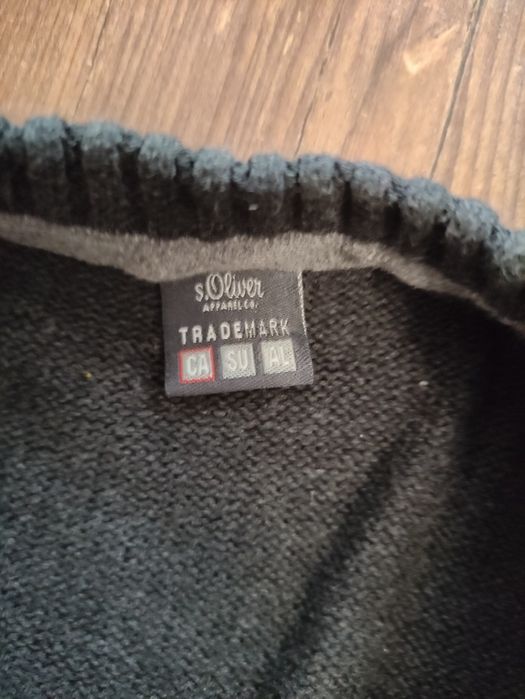 s.Oliver
APPAREL CO.
TRADEMARK
CA SU AL